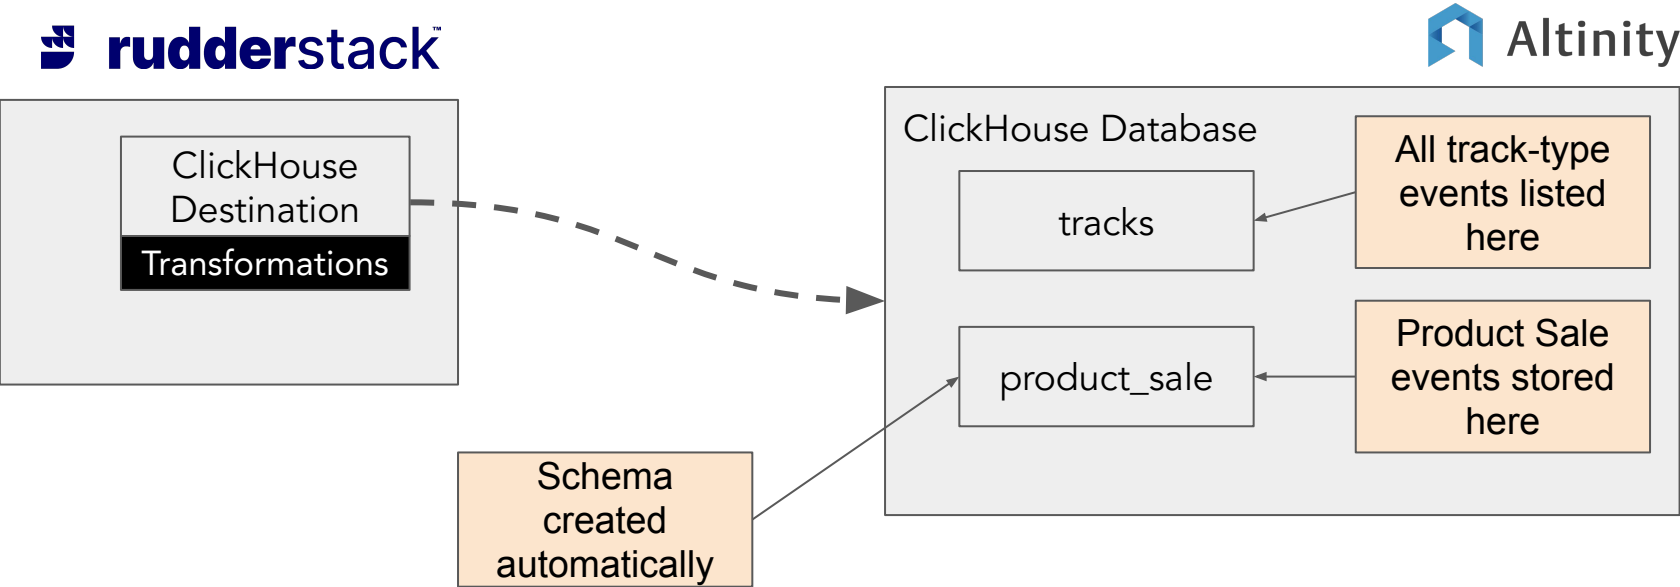 rudderstack™
Altinity
ClickHouse
Destination
Transformations
ClickHouse Database
tracks
All track-type
events listed
here
product_sale
Product Sale
events stored
here
Schema
created
automatically